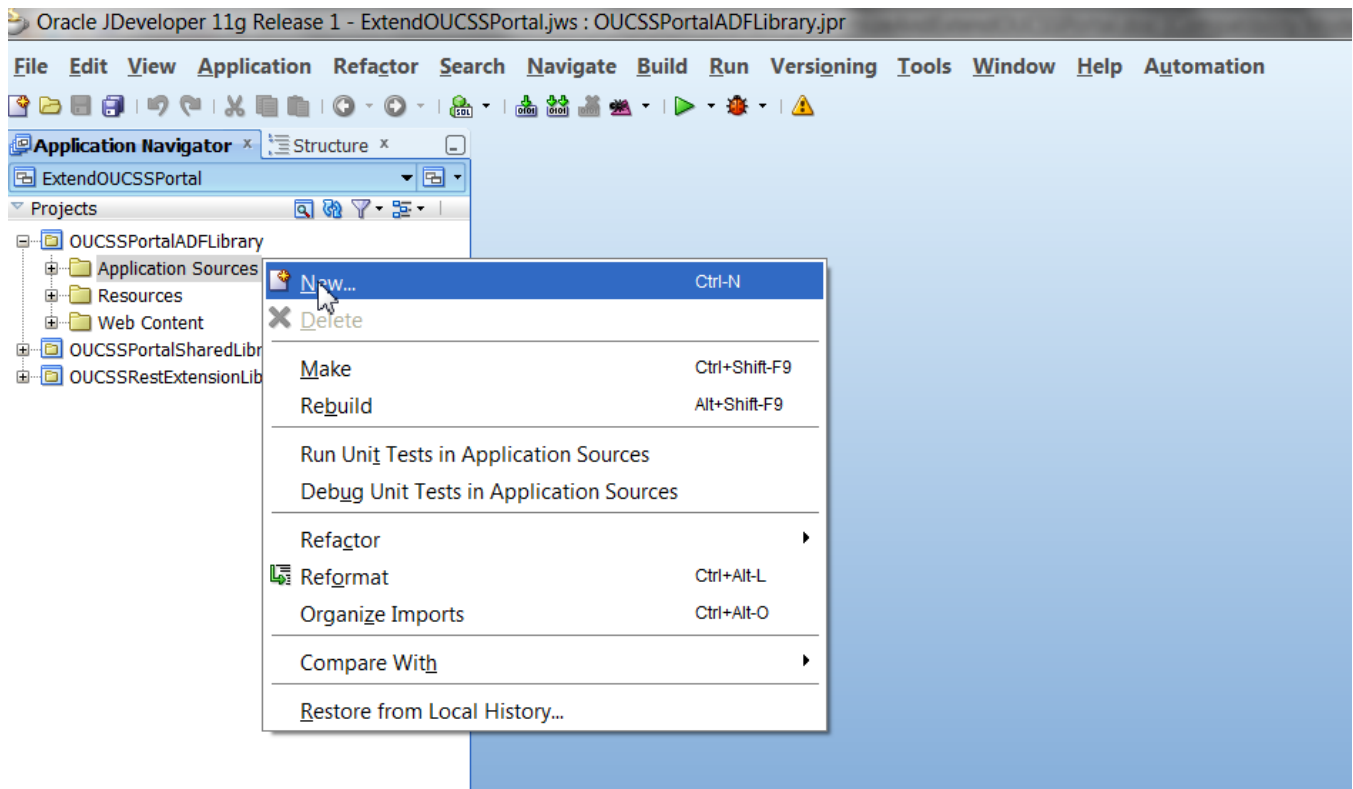 Oracle JDeveloper 11g Release 1 - ExtendOUCSSPortal.jws : OUCSSPortalADFLibrary.jpr
File Edit View Application Refactor Search Navigate Build Run Versioning Tools Window Help Automation
Application Navigator x Structure x
ExtendOUCSSPortal
Projects
OUCSSPortalADFLibrary
Application Sources
Resources
Web Content
OUCSSPortalSharedLibr
OUCSSRestExtensionLib
New... Ctrl-N
Delete
Make Ctrl+Shift-F9
Rebuild Alt+Shift-F9
Run Unit Tests in Application Sources
Debug Unit Tests in Application Sources
Refactor
Reformat Ctrl+Alt-L
Organize Imports Ctrl+Alt-O
Compare With
Restore from Local History...